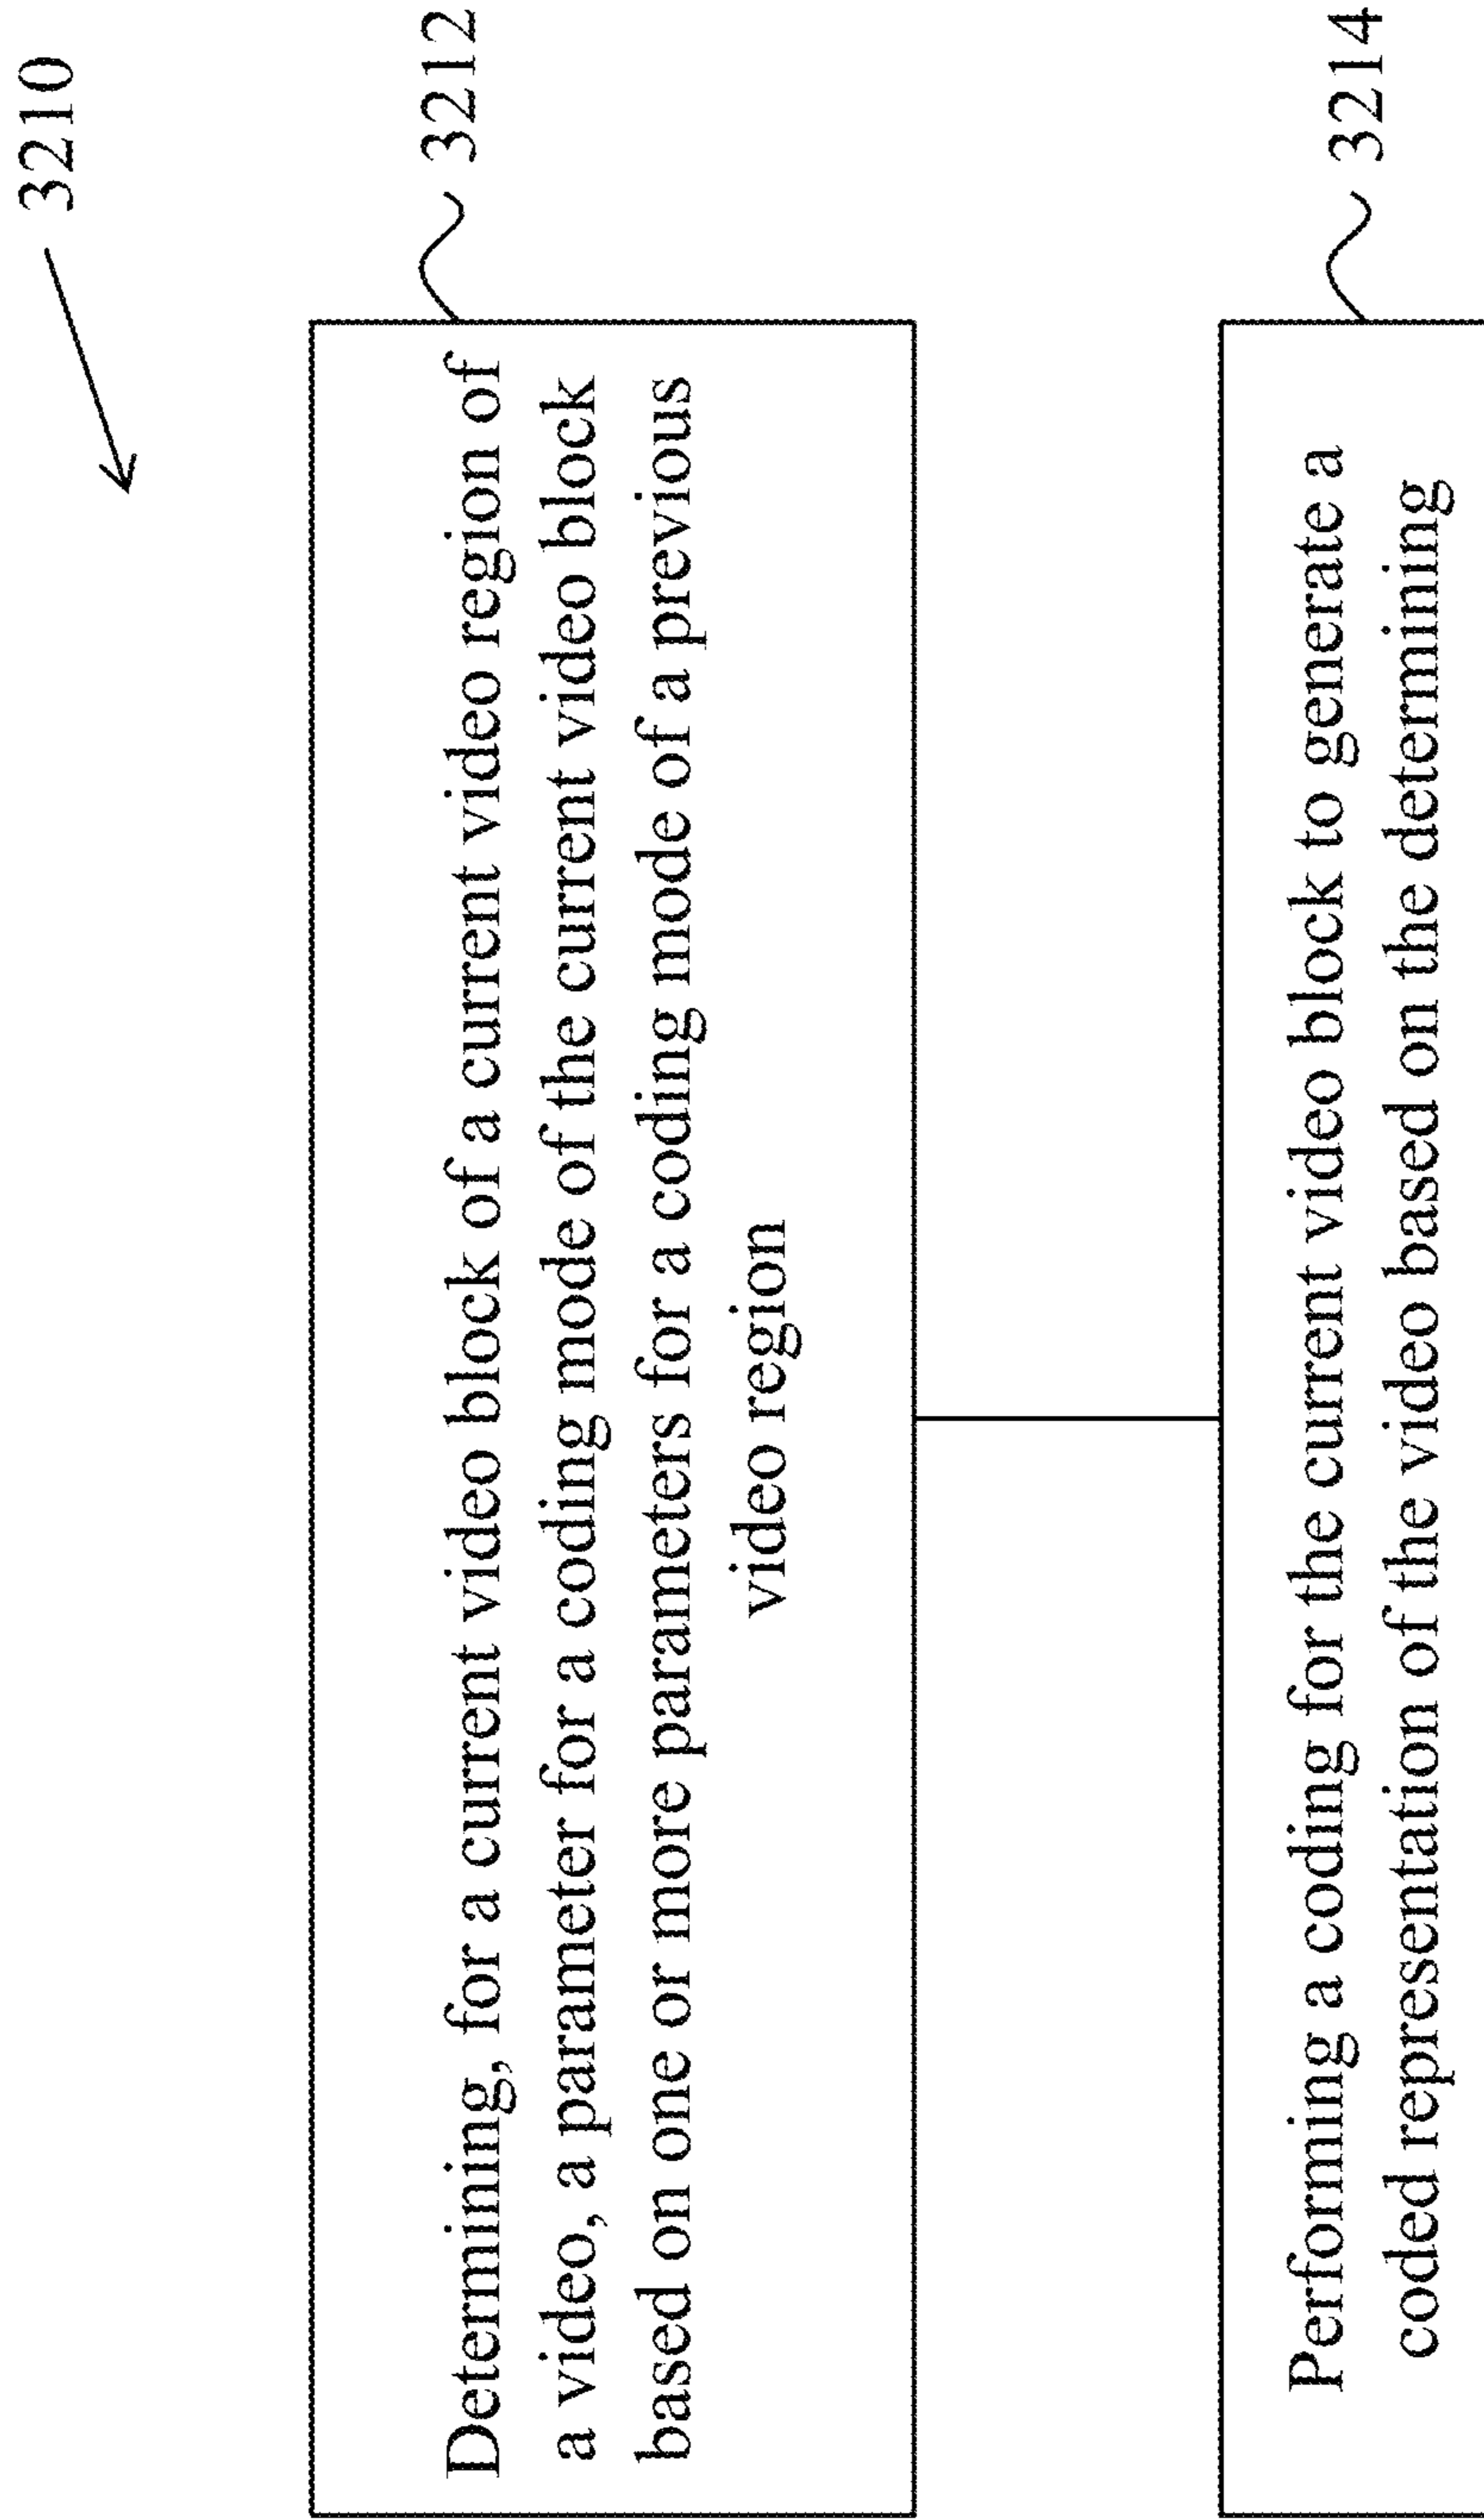 3210
Determining, for a current video block of a current video region of
a video, a parameter for a coding mode of the current video block
based on one or more parameters for a coding mode of a previous
video region
3212
Performing a coding for the current video block to generate a
coded representation of the video based on the determining
3214